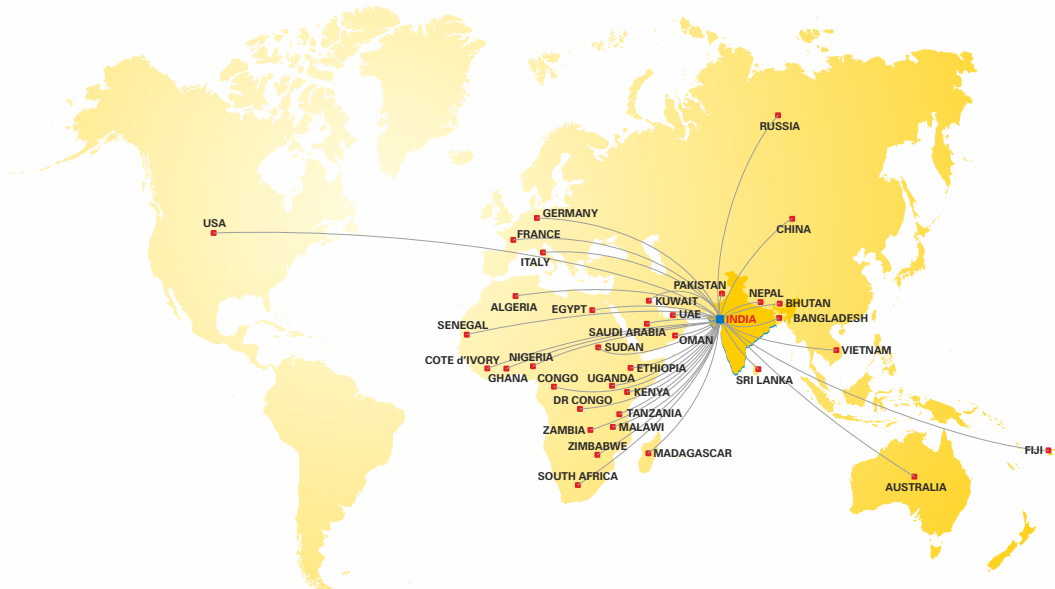 RUSSIA
GERMANY
USA
CHINA
FRANCE
ITALY
PAKISTAN
NEPAL
ALGERIA
EGYPT
KUWAIT
BHUTAN
UAE
INDIA
BANGLADESH
SENEGAL
SAUDI ARABIA
OMAN
SUDAN
VIETNAM
COTE d'IVORY
NIGERIA
ETHIOPIA
GHANA
CONGO
UGANDA
SRI LANKA
KENYA
DR CONGO
TANZANIA
ZAMBIA
MALAWI
ZIMBABWE
MADAGASCAR
FIJI
SOUTH AFRICA
AUSTRALIA